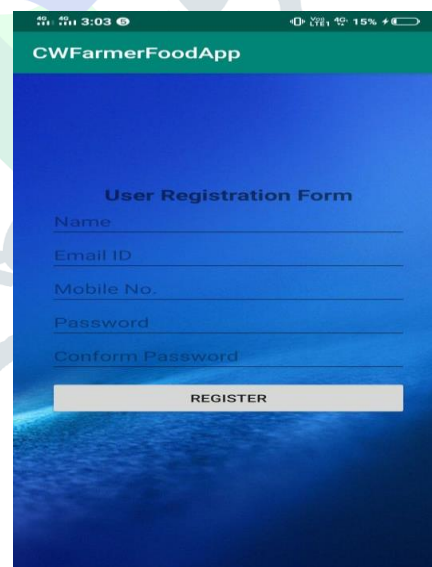 3:03
15%
CWFarmerFoodApp
User Registration Form
Name
Email ID
Mobile No.
Password
Conform Password
REGISTER